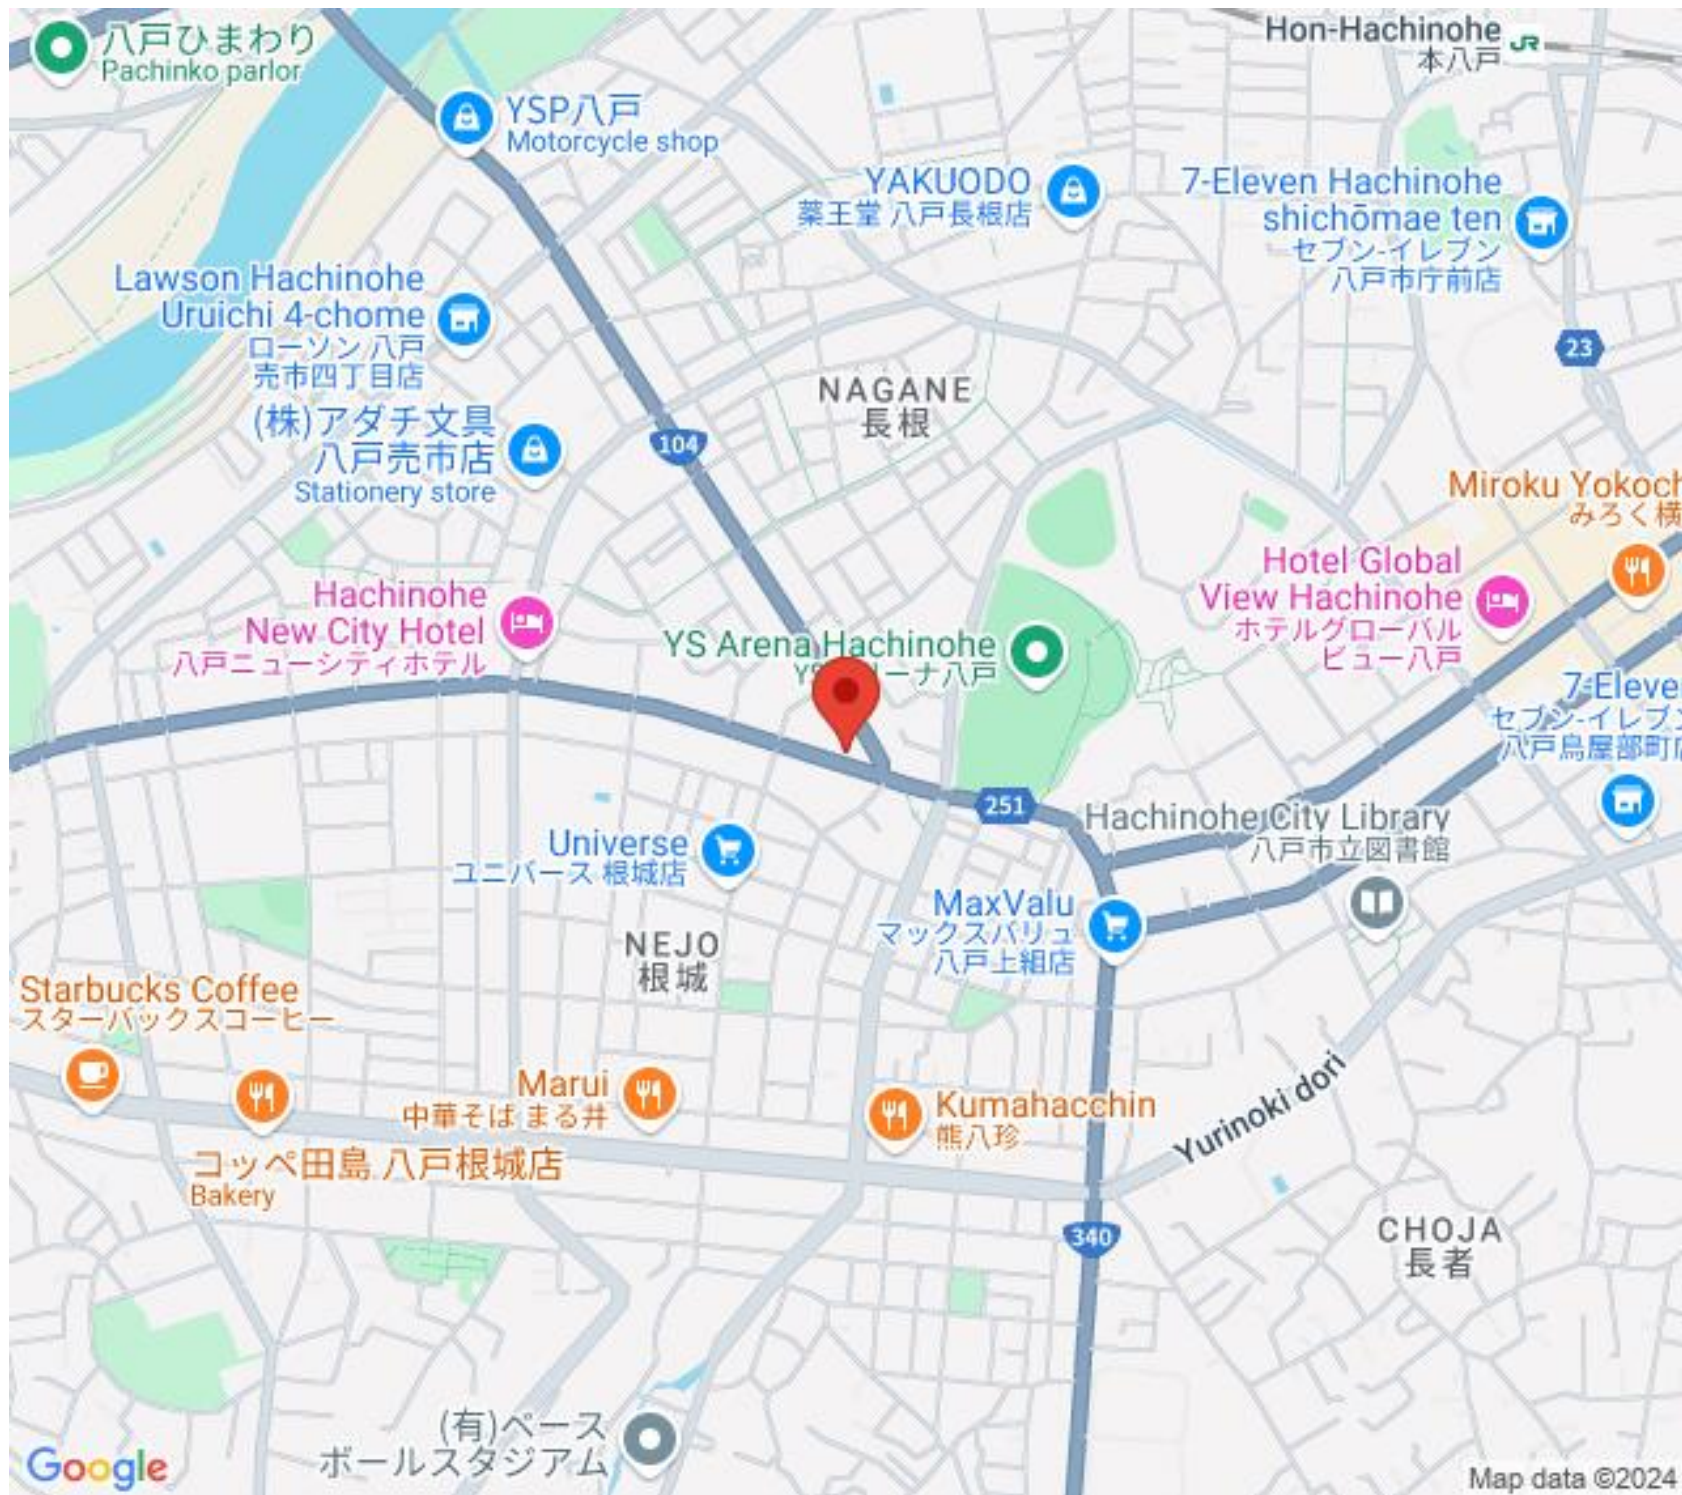 八戸ひまわり
Pachinko parlor
Hon-Hachinohe
JR
本八戸
YSP八戸
Motorcycle shop
YAKUODO
薬王堂 八戸長根店
7-Eleven Hachinohe
shichōmae ten
セブン-イレブン
八戸市庁前店
Lawson Hachinohe
Uruichi 4-chome
ローソン 八戸
売市四丁目店
23
NAGANE
長根
(株)アダチ文具
八戸売市店
Stationery store
104
Miroku Yokoch
みろく横
Hotel Global
View Hachinohe
ホテルグローバル
ビュー八戸
Hachinohe
New City Hotel
八戸ニューシティホテル
YS Arena Hachinohe
ーナ八戸
7-Eleven
セブン-イレブン
八戸鳥屋部町店
251
Hachinohe City Library
八戸市立図書館
Universe
ユニバース 根城店
MaxValu
マックスバリュ
八戸上組店
NEJO
根城
Starbucks Coffee
スターバックスコーヒー
Marui
中華そば まる井
Kumahacchin
熊八珍
Yurinoki dori
コッペ田島 八戸根城店
Bakery
340
CHOJA
長者
(有)ベース
ボールスタジアム
Google
Map data ©2024